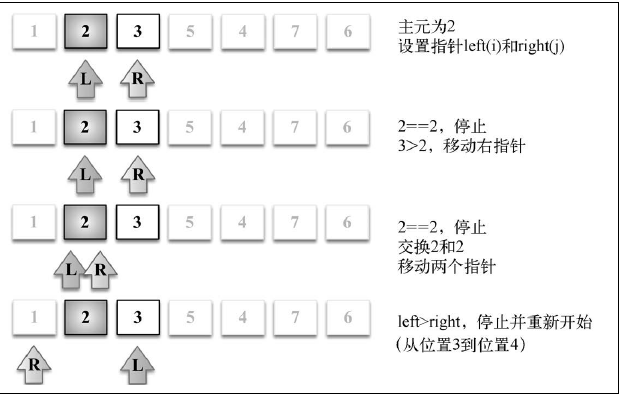 1 2 3 5 4 7 6
主元为2
设置指针left(i)和right(j)
L R
1 2 3 5 4 7 6
2==2，停止
3>2，移动右指针
L R
1 2 3 5 4 7 6
2==2，停止
交换2和2
移动两个指针
L R
1 2 3 5 4 7 6
left>right，停止并重新开始
（从位置3到位置4）
R L